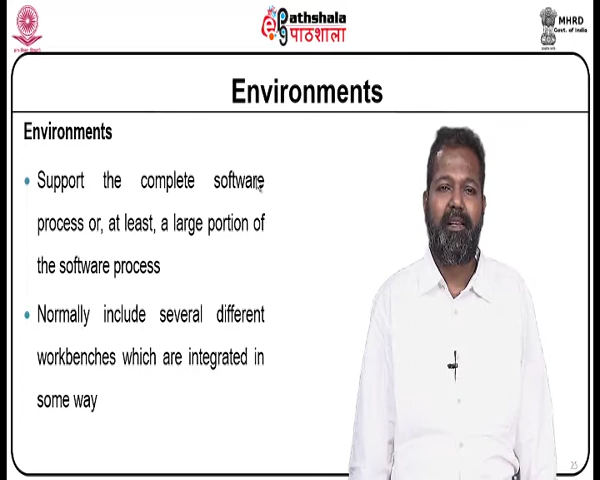 ePathshala
पाठशाला
MHRD
Govt. of India
Environments
Environments
• Support the complete software
process or, at least, a large portion of
the software process
• Normally include several different
workbenches which are integrated in
some way
25